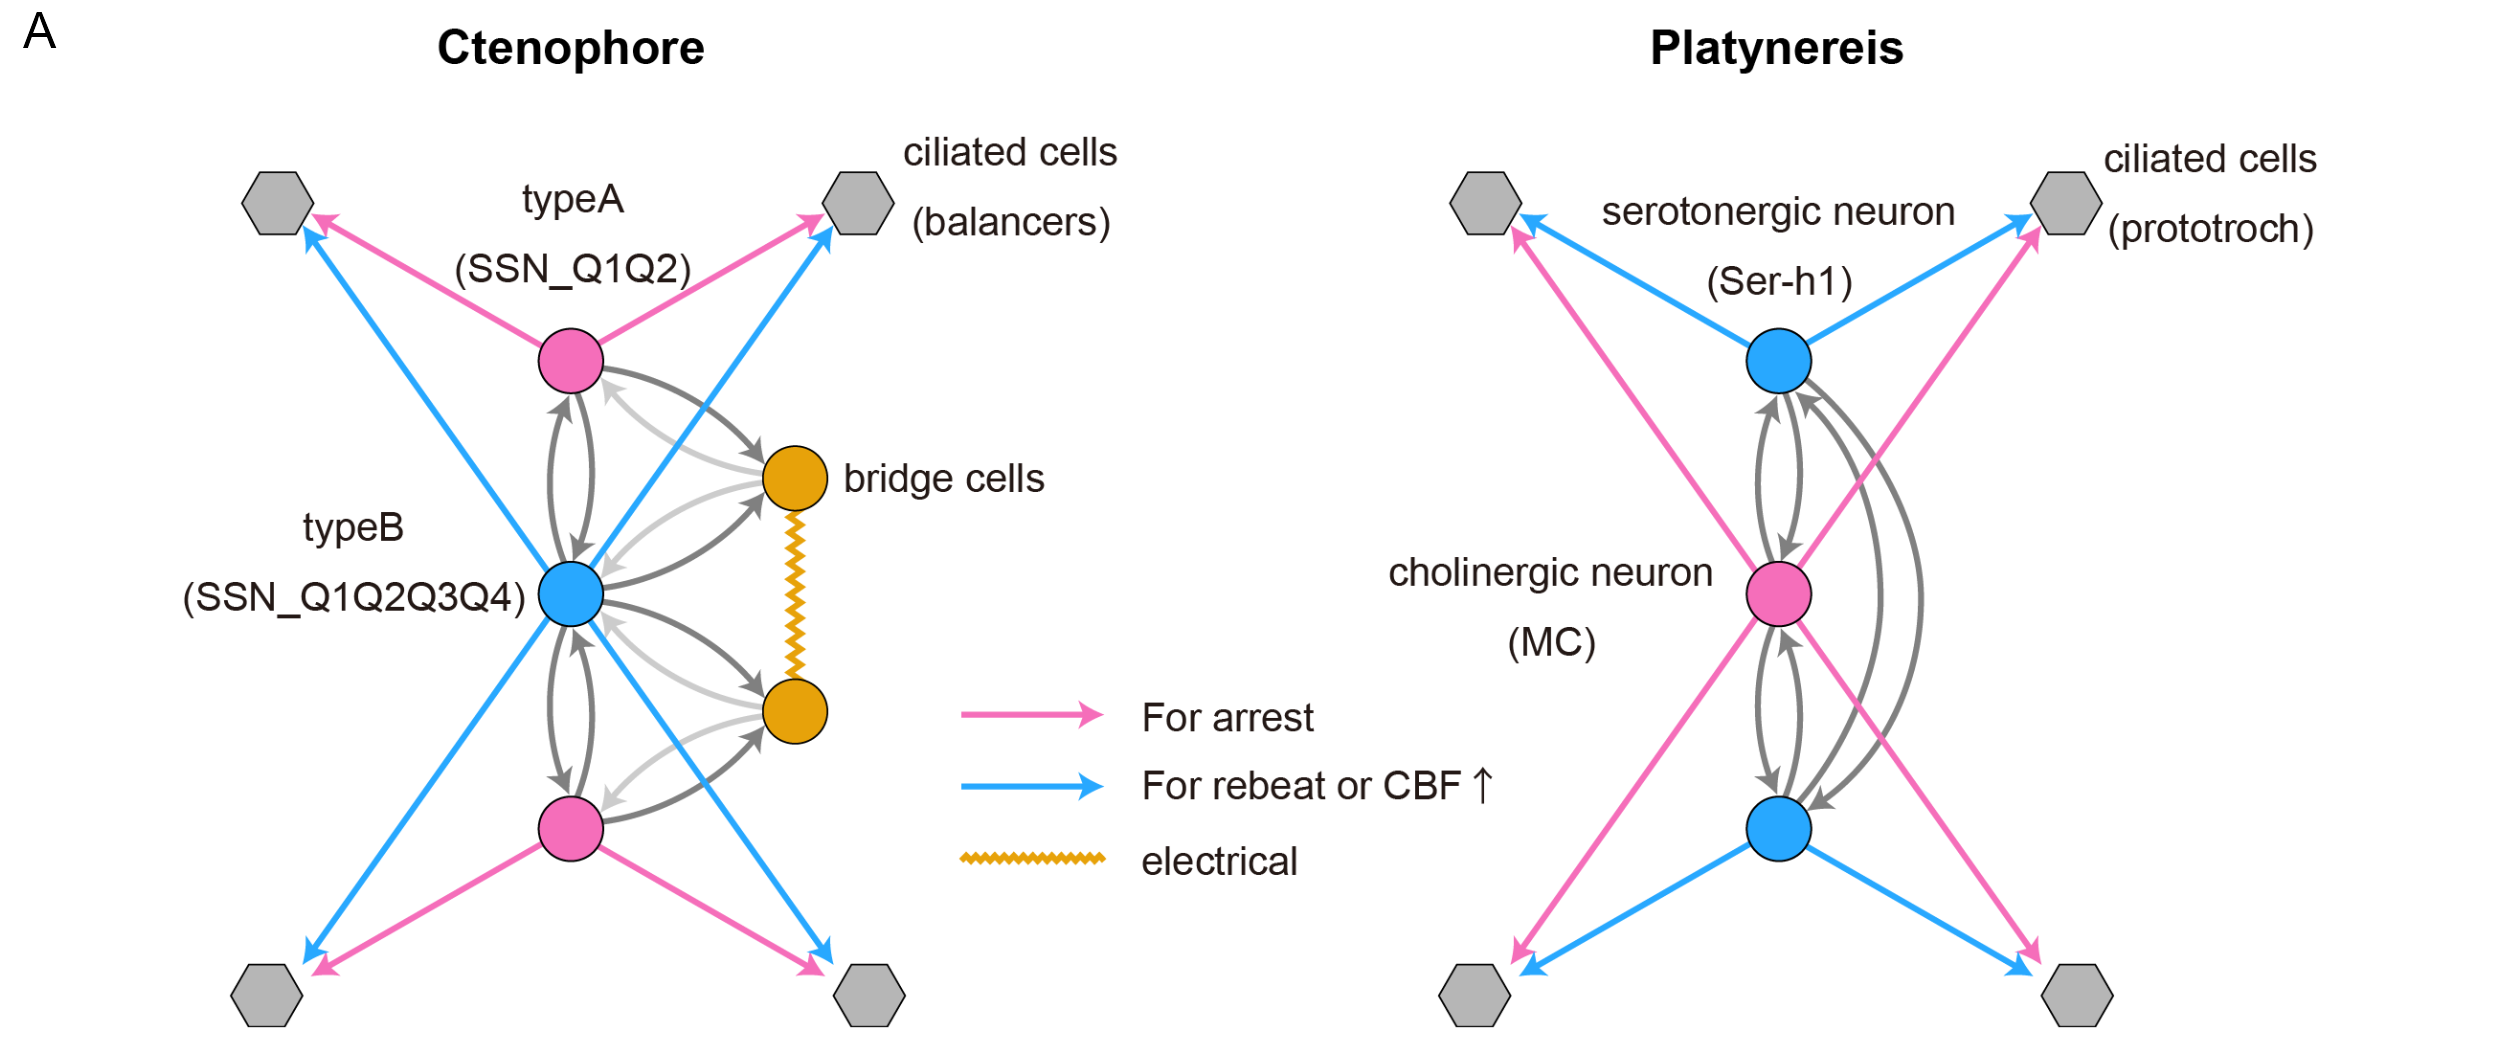 A
Ctenophore
ciliated cells
(balancers)
typeA
(SSN_Q1Q2)
bridge cells
typeB
(SSN_Q1Q2Q3Q4)
For arrest
For rebeat or CBF ↑
electrical
Platynereis
ciliated cells
(prototroch)
serotonergic neuron
(Ser-h1)
cholinergic neuron
(MC)